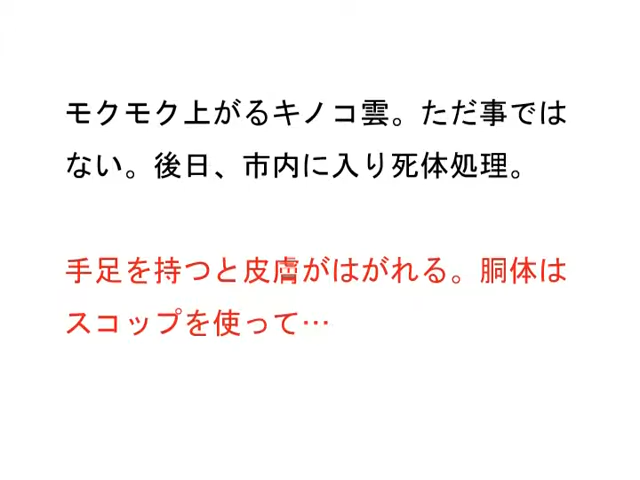 モクモク上がるキノコ雲。ただ事では
ない。後日、市内に入り死体処理。
手足を持つと皮膚がはがれる。胴体は
スコップを使って…